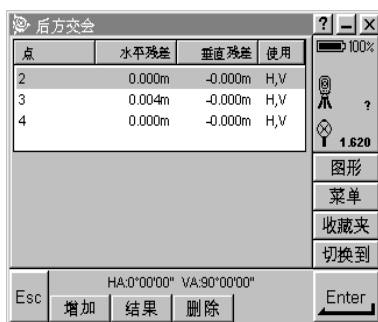 后方交会 ? – ×
点 水平残差 垂直残差 使用
2 0.000m -0.000m H,V
3 0.004m -0.000m H,V
4 0.000m -0.000m H,V
100%
?
1.620
图形
菜单
收藏夹
切换到
HA:0°00'00" VA:90°00'00"
Esc 增加 结果 删除 Enter